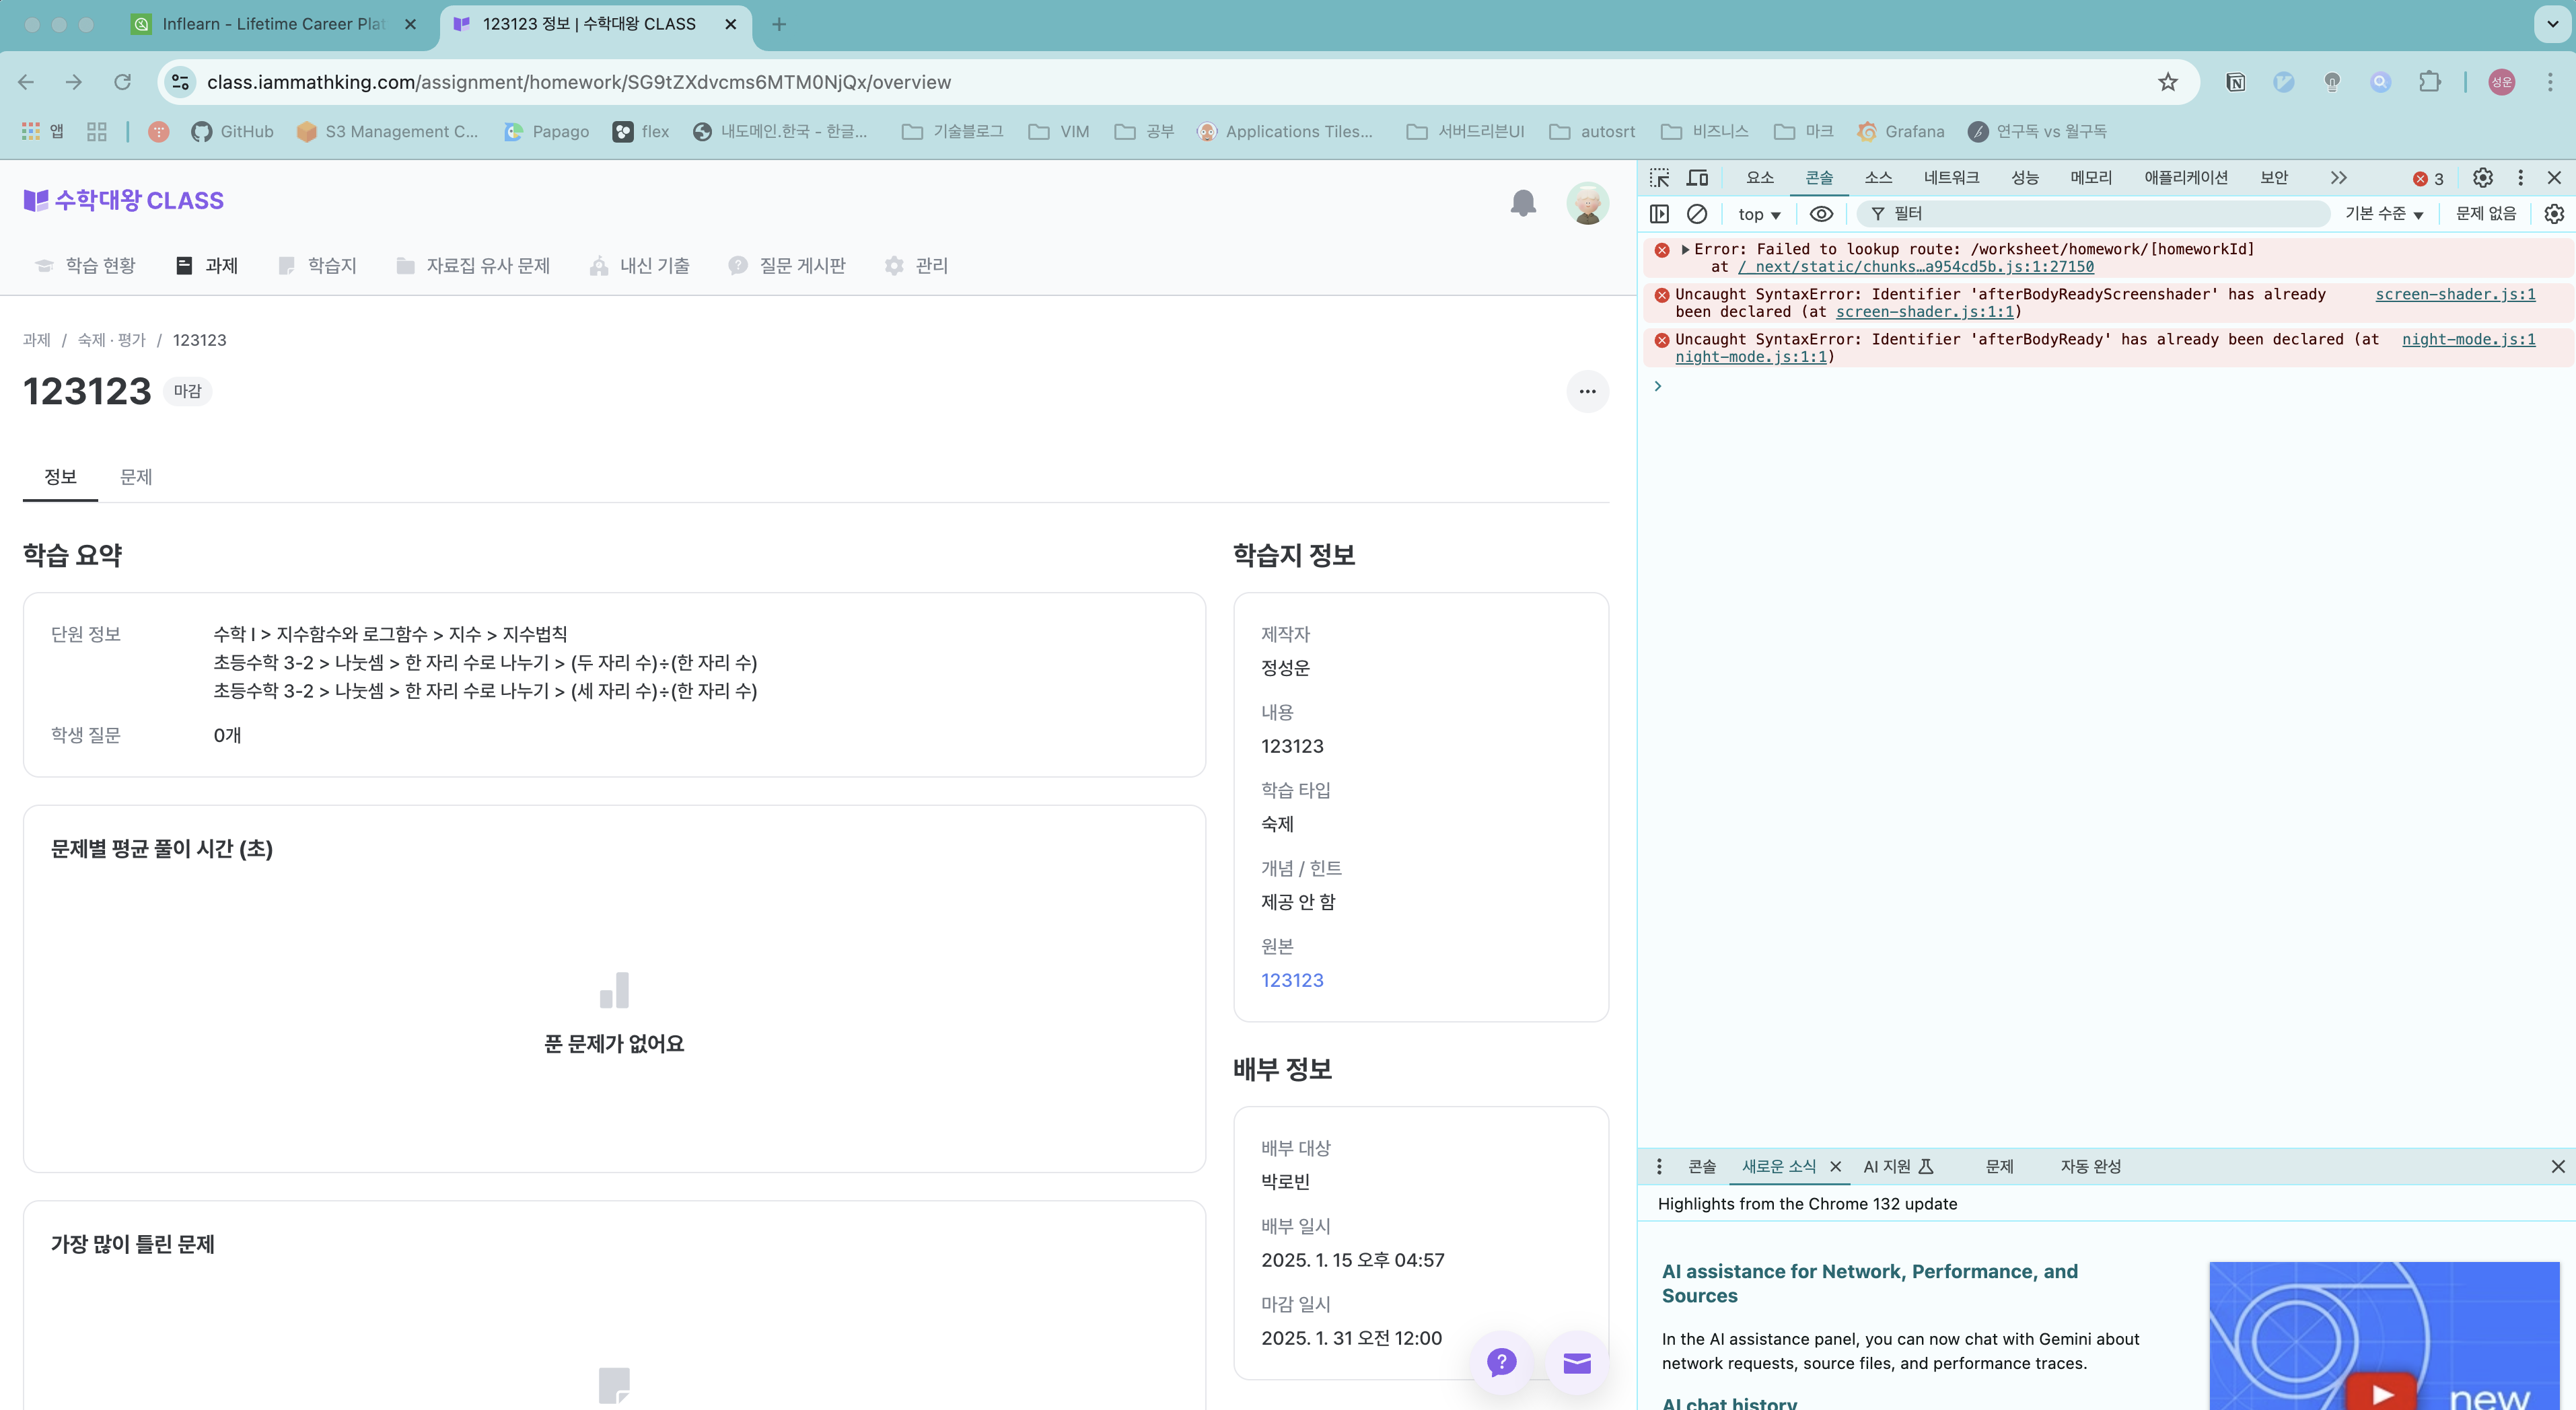 Inflearn - Lifetime Career Plat
123123 정보 | 수학대왕 CLASS
class.iammathking.com/assignment/homework/SG9tZXdvcms6MTM0NjQx/overview
성운
앱
GitHub
S3 Management C...
Papago
flex
내도메인.한국 - 한글...
기술블로그
VIM
공부
Applications Tiles...
서버드리븐UI
autosrt
비즈니스
마크
Grafana
연구독 vs 월구독
수학대왕 CLASS
학습 현황
과제
학습지
자료집 유사 문제
내신 기출
질문 게시판
관리
과제 / 숙제 · 평가 / 123123
123123 마감
정보
문제
학습 요약
단원 정보
수학 I > 지수함수와 로그함수 > 지수 > 지수법칙
초등수학 3-2 > 나눗셈 > 한 자리 수로 나누기 > (두 자리 수)÷(한 자리 수)
초등수학 3-2 > 나눗셈 > 한 자리 수로 나누기 > (세 자리 수)÷(한 자리 수)
학생 질문
0개
문제별 평균 풀이 시간 (초)
푼 문제가 없어요
가장 많이 틀린 문제
학습지 정보
제작자
정성운
내용
123123
학습 타입
숙제
개념 / 힌트
제공 안 함
원본
123123
배부 정보
배부 대상
박로빈
배부 일시
2025. 1. 15 오후 04:57
마감 일시
2025. 1. 31 오전 12:00
요소
콘솔
소스
네트워크
성능
메모리
애플리케이션
보안
3
top
필터
기본 수준
문제 없음
Error: Failed to lookup route: /worksheet/homework/[homeworkId]
at /_next/static/chunks…a954cd5b.js:1:27150
Uncaught SyntaxError: Identifier 'afterBodyReadyScreenshader' has already screen-shader.js:1
been declared (at screen-shader.js:1:1)
Uncaught SyntaxError: Identifier 'afterBodyReady' has already been declared (at night-mode.js:1
night-mode.js:1:1)
콘솔
새로운 소식
AI 지원
문제
자동 완성
Highlights from the Chrome 132 update
AI assistance for Network, Performance, and
Sources
In the AI assistance panel, you can now chat with Gemini about
network requests, source files, and performance traces.
AI chat history
new